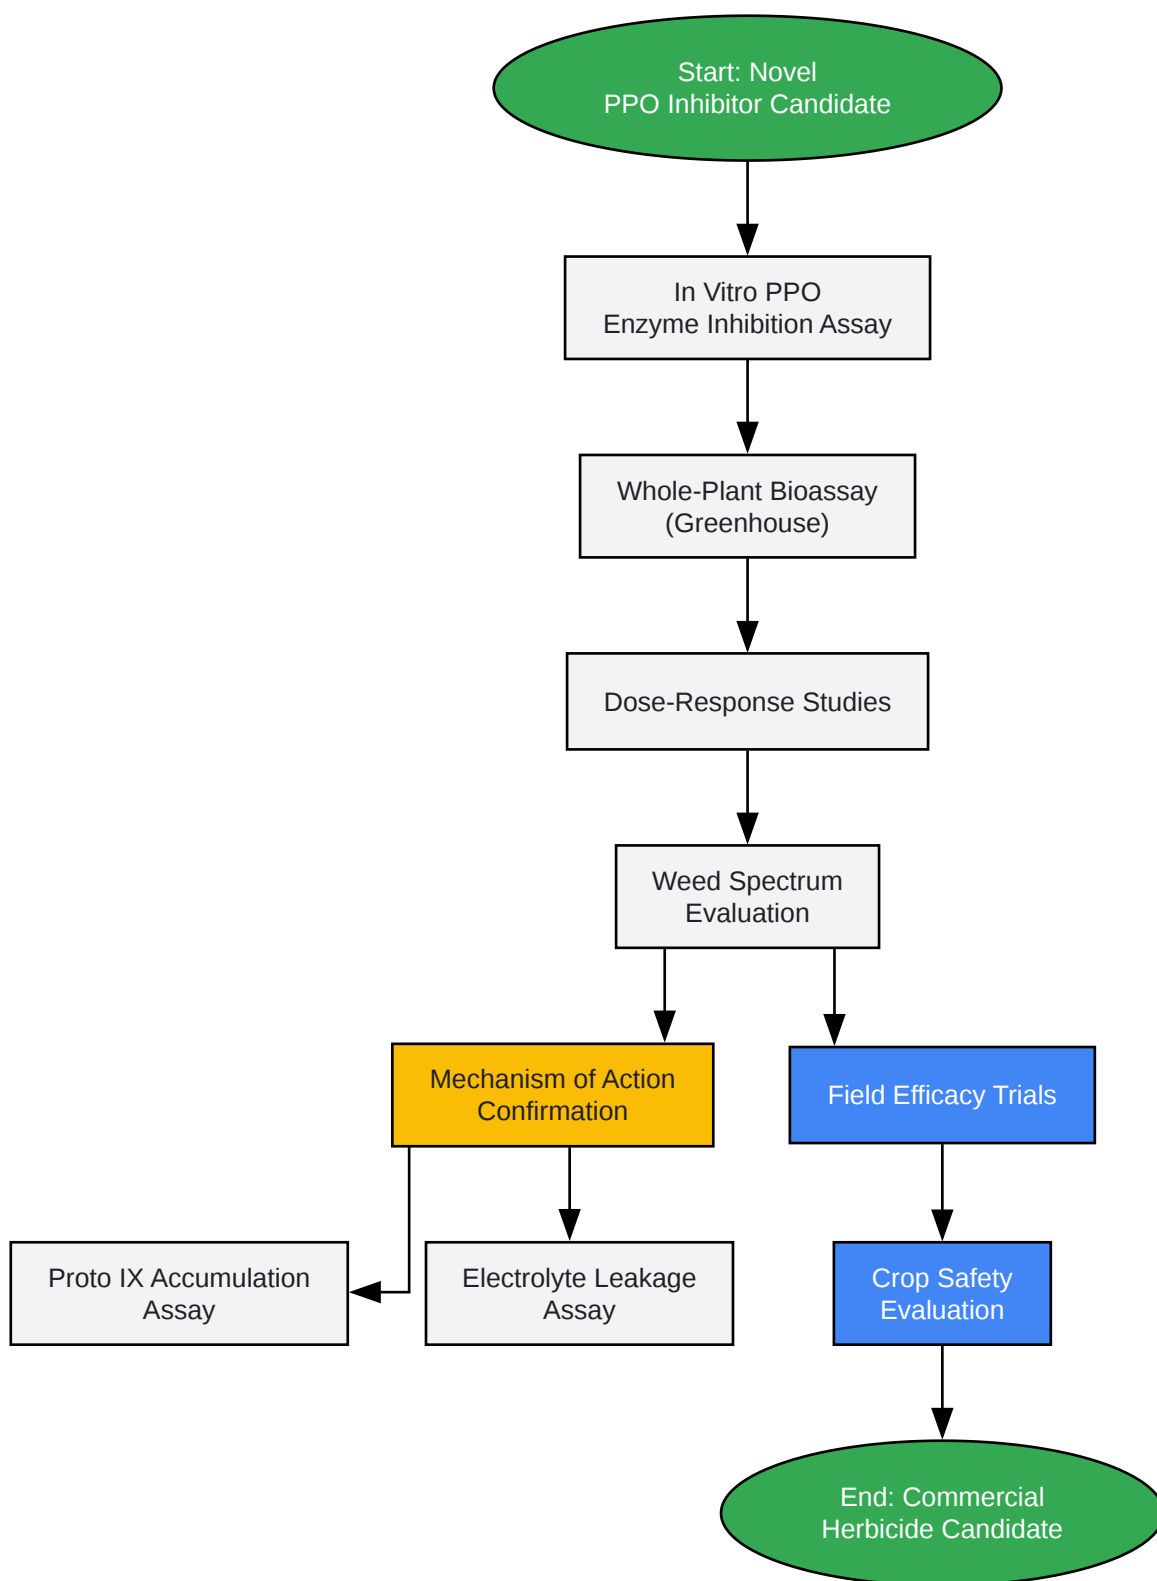 Start: Novel
PPO Inhibitor Candidate
In Vitro PPO
Enzyme Inhibition Assay
Whole-Plant Bioassay
(Greenhouse)
Dose-Response Studies
Weed Spectrum
Evaluation
Mechanism of Action
Confirmation
Field Efficacy Trials
Proto IX Accumulation
Assay
Electrolyte Leakage
Assay
Crop Safety
Evaluation
End: Commercial
Herbicide Candidate